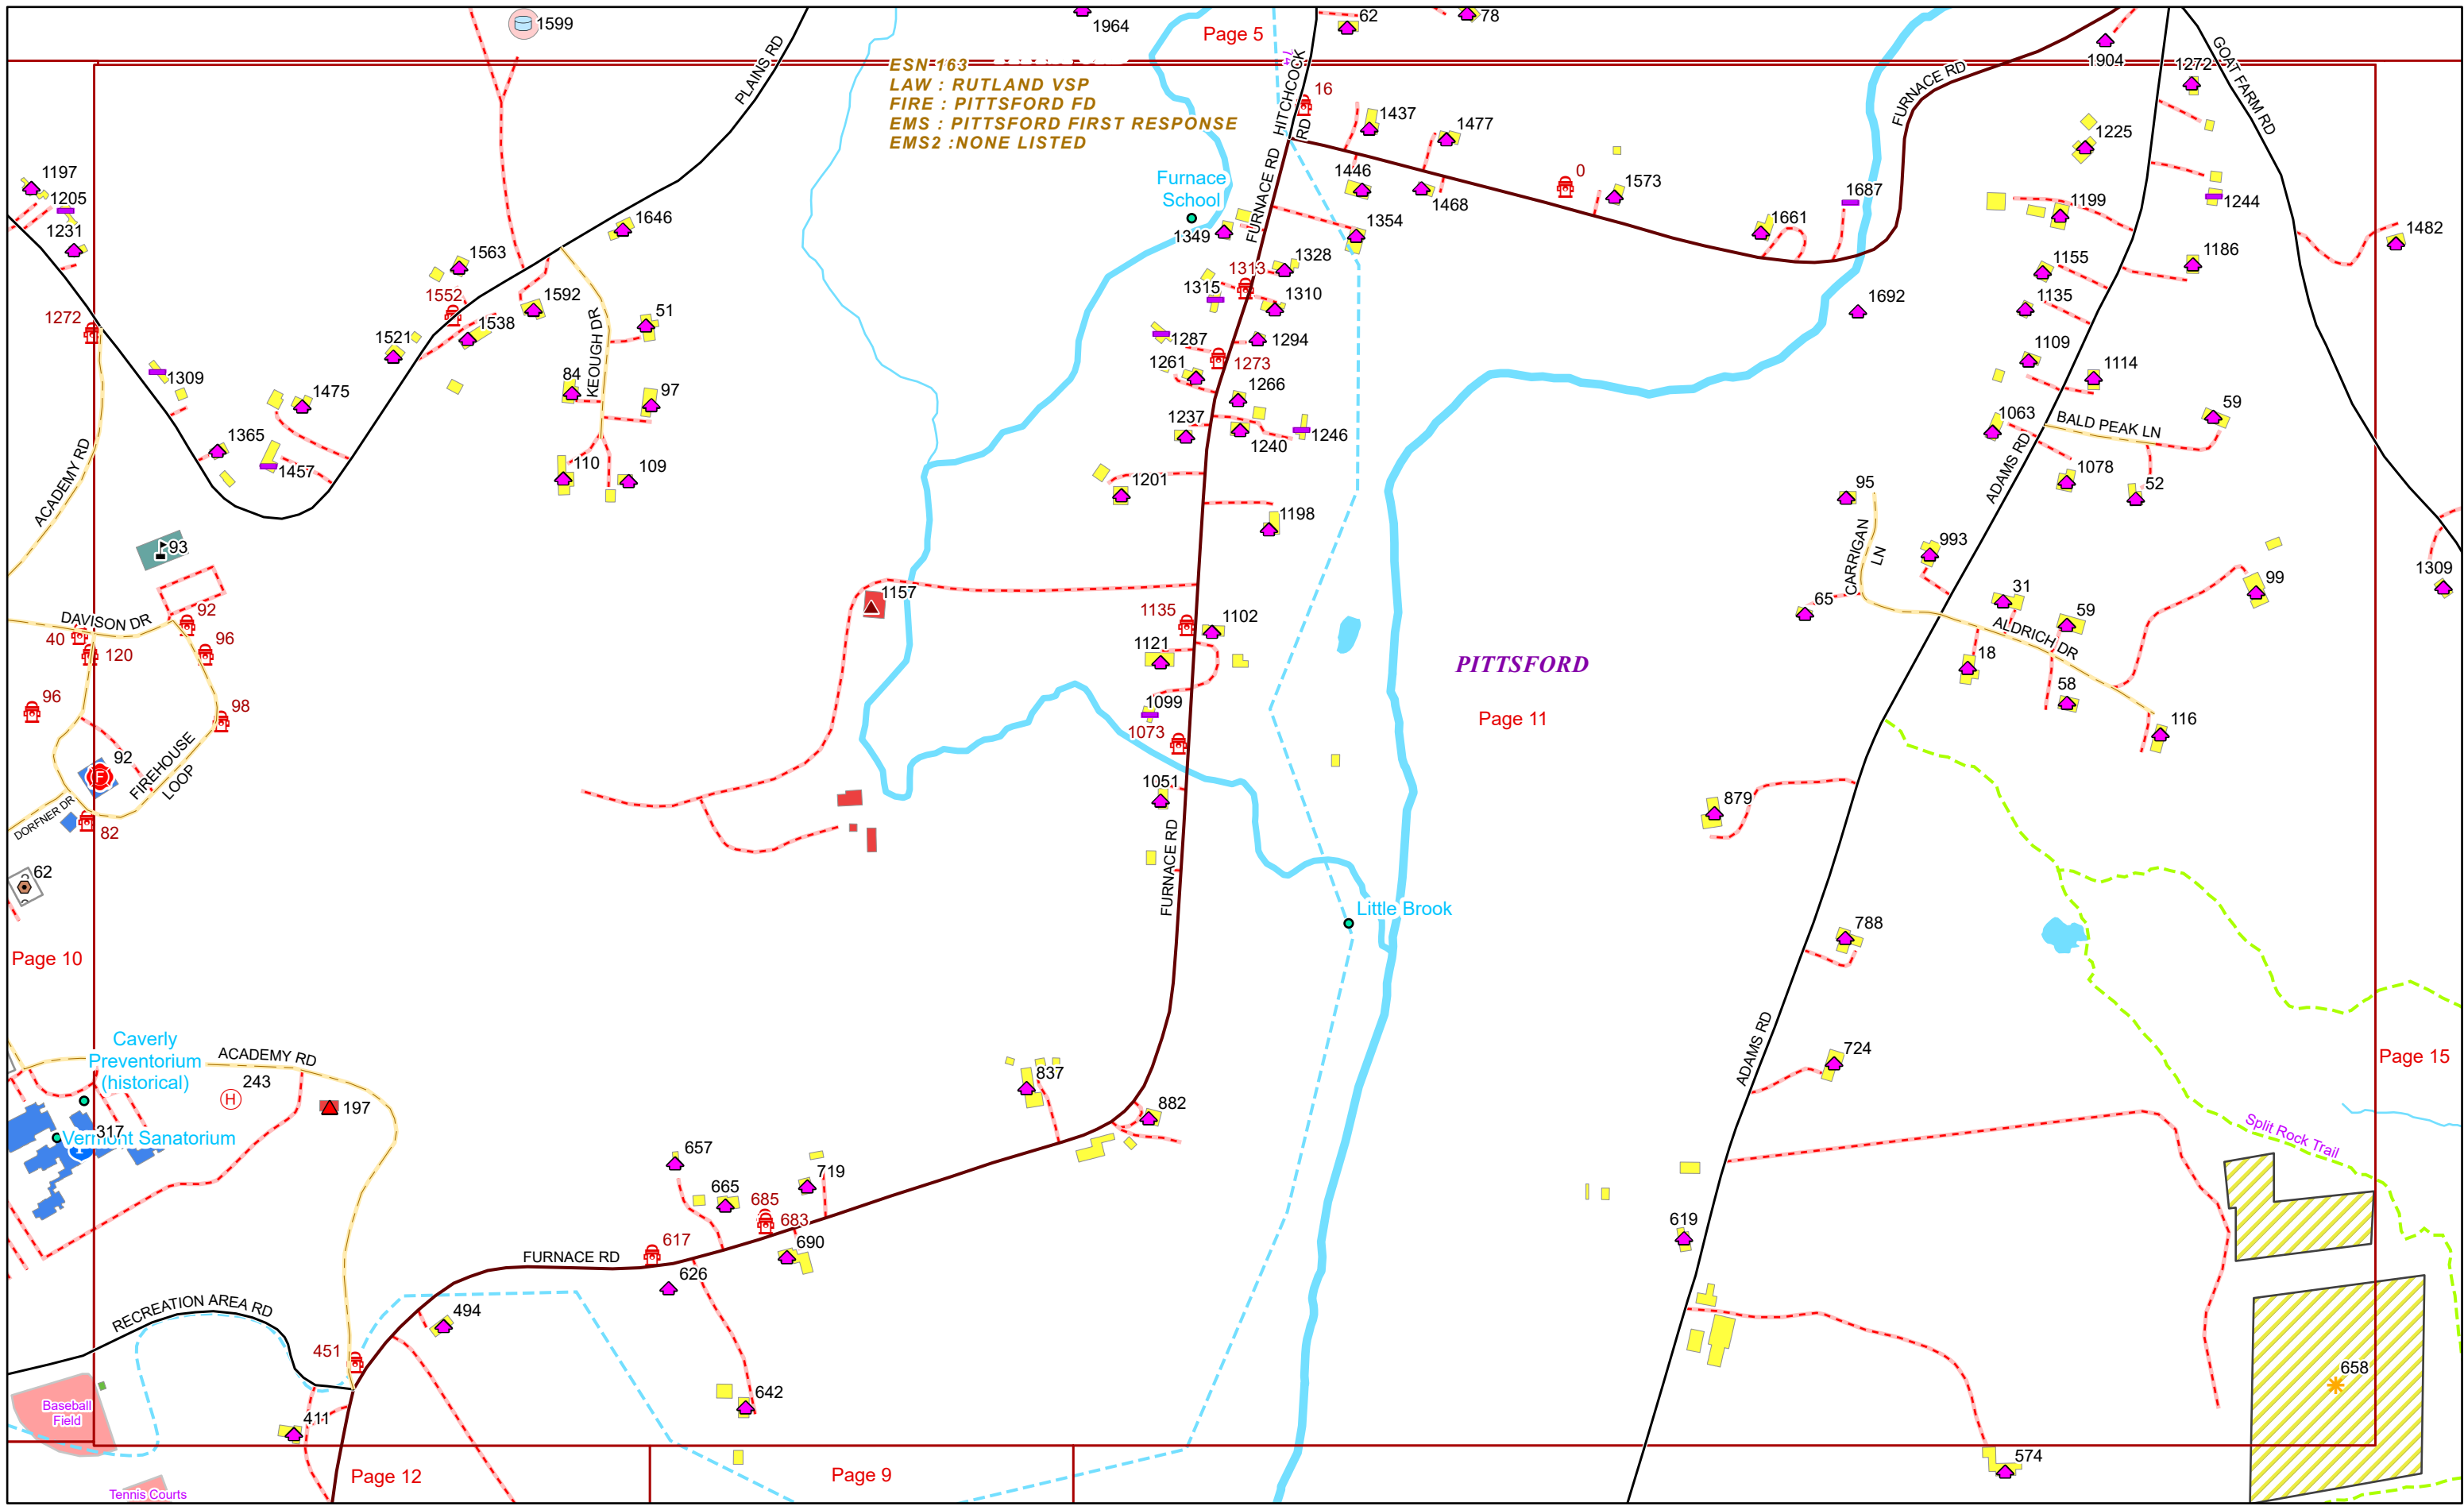 1599
1964
Page 5
62
78
PLAINS RD
ESN 163
LAW : RUTLAND VSP
FIRE : PITTSFORD FD
EMS : PITTSFORD FIRST RESPONSE
EMS2 :NONE LISTED
HITCHCOCK
RD
16
FURNACE RD
1904
1272
GOAT FARM RD
1437
1477
1225
1197
1205
1231
Furnace
School
FURNACE RD
1446
1468
0
1573
1687
1244
1199
1646
1349
1354
1661
1482
1563
1328
1313
1155
1186
1552
1592
1315
1310
1692
1135
1272
1538
51
KEOUGH DR
1521
1287
1294
1109
1114
1309
1261
1273
84
1266
1475
97
1237
1240
1246
1063
59
BALD PEAK LN
ADAMS RD
1365
1457
110
109
1201
1078
52
ACADEMY RD
1198
95
93
CARRIGAN
LN
993
1309
1157
99
DAVISON DR
92
1135
1102
65
31
59
40
120
96
1121
PITTSFORD
ALDRICH DR
18
96
98
1099
58
Page 11
116
1073
92
FIREHOUSE
LOOP
1051
879
DORFNER DR
82
FURNACE RD
62
Little Brook
788
Page 10
Caverly
Preventorium
(historical)
ACADEMY RD
243
H
197
ADAMS RD
724
Page 15
837
882
317
Vermont Sanatorium
Split Rock Trail
657
719
665
685
683
617
690
619
FURNACE RD
626
RECREATION AREA RD
494
451
658
Baseball
Field
411
642
574
Page 12
Page 9
Tennis Courts
F